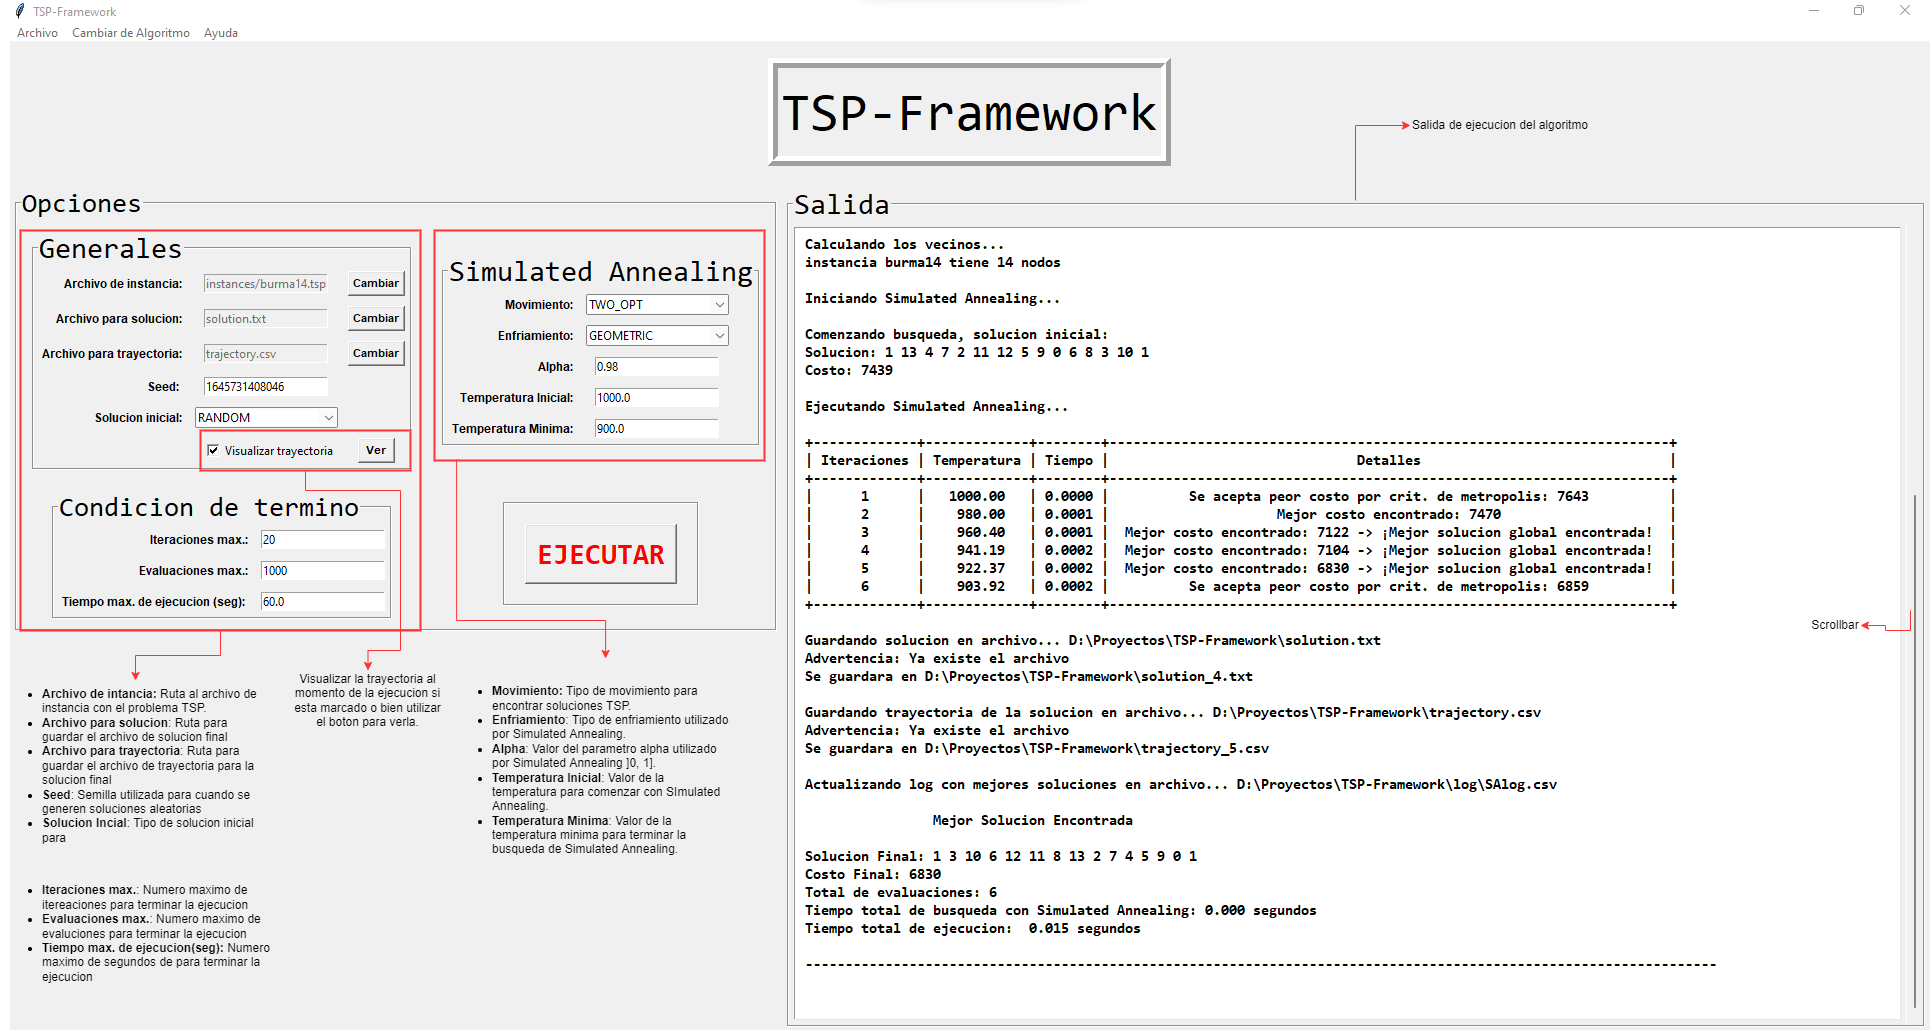 TSP-Framework
Archivo Cambiar de Algoritmo Ayuda
TSP-Framework
Salida de ejecucion del algoritmo
Opciones
Generales
Archivo de instancia: instances/burma14.tsp Cambiar
Archivo para solucion: solution.txt Cambiar
Archivo para trayectoria: trajectory.csv Cambiar
Seed: 1645731408046
Solucion inicial: RANDOM
Visualizar trayectoria Ver
Condicion de termino
Iteraciones max.: 20
Evaluaciones max.: 1000
Tiempo max. de ejecucion (seg): 60.0
Simulated Annealing
Movimiento: TWO_OPT
Enfriamiento: GEOMETRIC
Alpha: 0.98
Temperatura Inicial: 1000.0
Temperatura Minima: 900.0
EJECUTAR
• Archivo de intancia: Ruta al archivo de
instancia con el problema TSP.
• Archivo para solucion: Ruta para
guardar el archivo de solucion final
• Archivo para trayectoria: Ruta para
guardar el archivo de trayectoria para la
solucion final
• Seed: Semilla utilizada para cuando se
generen soluciones aleatorias
• Solucion Incial: Tipo de solucion inicial
para
• Iteraciones max.: Numero maximo de
itereaciones para terminar la ejecucion
• Evaluaciones max.: Numero maximo de
evaluciones para terminar la ejecucion
• Tiempo max. de ejecucion(seg): Numero
maximo de segundos de para terminar la
ejecucion
Visualizar la trayectoria al
momento de la ejecucion si
esta marcado o bien utilizar
el boton para verla.
• Movimiento: Tipo de movimiento para
encontrar soluciones TSP.
• Enfriamiento: Tipo de enfriamiento utilizado
por Simulated Annealing.
• Alpha: Valor del parametro alpha utilizado
por Simulated Annealing ]0, 1].
• Temperatura Inicial: Valor de la
temperatura para comenzar con SImulated
Annealing.
• Temperatura Minima: Valor de la
temperatura minima para terminar la
busqueda de Simulated Annealing.
Salida
Calculando los vecinos...
instancia burma14 tiene 14 nodos
Iniciando Simulated Annealing...
Comenzando busqueda, solucion inicial:
Solucion: 1 13 4 7 2 11 12 5 9 0 6 8 3 10 1
Costo: 7439
Ejecutando Simulated Annealing...
+--------------+-------------+--------+----------------------------------------------------------------------+
| Iteraciones | Temperatura | Tiempo | Detalles |
+--------------+-------------+--------+----------------------------------------------------------------------+
| 1 | 1000.00 | 0.0000 | Se acepta peor costo por crit. de metropolis: 7643 |
| 2 | 980.00 | 0.0001 | Mejor costo encontrado: 7470 |
| 3 | 960.40 | 0.0001 | Mejor costo encontrado: 7122 -> ¡Mejor solucion global encontrada! |
| 4 | 941.19 | 0.0002 | Mejor costo encontrado: 7104 -> ¡Mejor solucion global encontrada! |
| 5 | 922.37 | 0.0002 | Mejor costo encontrado: 6830 -> ¡Mejor solucion global encontrada! |
| 6 | 903.92 | 0.0002 | Se acepta peor costo por crit. de metropolis: 6859 |
+--------------+-------------+--------+----------------------------------------------------------------------+
Guardando solucion en archivo... D:\Proyectos\TSP-Framework\solution.txt
Advertencia: Ya existe el archivo
Se guardara en D:\Proyectos\TSP-Framework\solution_4.txt
Guardando trayectoria de la solucion en archivo... D:\Proyectos\TSP-Framework\trajectory.csv
Advertencia: Ya existe el archivo
Se guardara en D:\Proyectos\TSP-Framework\trajectory_5.csv
Actualizando log con mejores soluciones en archivo... D:\Proyectos\TSP-Framework\log\SAlog.csv
Mejor Solucion Encontrada
Solucion Final: 1 3 10 6 12 11 8 13 2 7 4 5 9 0 1
Costo Final: 6830
Total de evaluaciones: 6
Tiempo total de busqueda con Simulated Annealing: 0.000 segundos
Tiempo total de ejecucion: 0.015 segundos
------------------------------------------------------------------------------------------------------------------
Scrollbar